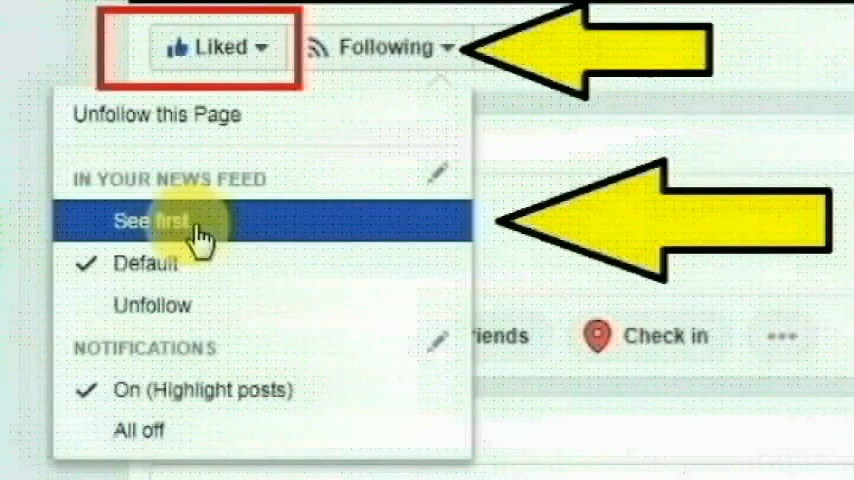 Liked
Following
Unfollow this Page
IN YOUR NEWS FEED
See first
Default
Unfollow
NOTIFICATIONS
riends
Check in
On (Highlight posts)
All off